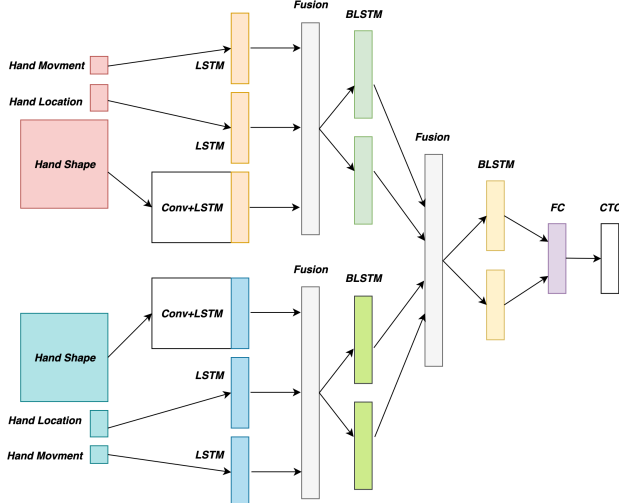 Fusion
BLSTM
Hand Movment
LSTM
Hand Location
LSTM
Hand Shape
Conv+LSTM
Fusion
BLSTM
FC
CTC
Fusion
BLSTM
Conv+LSTM
Hand Shape
LSTM
Hand Location
Hand Movment
LSTM